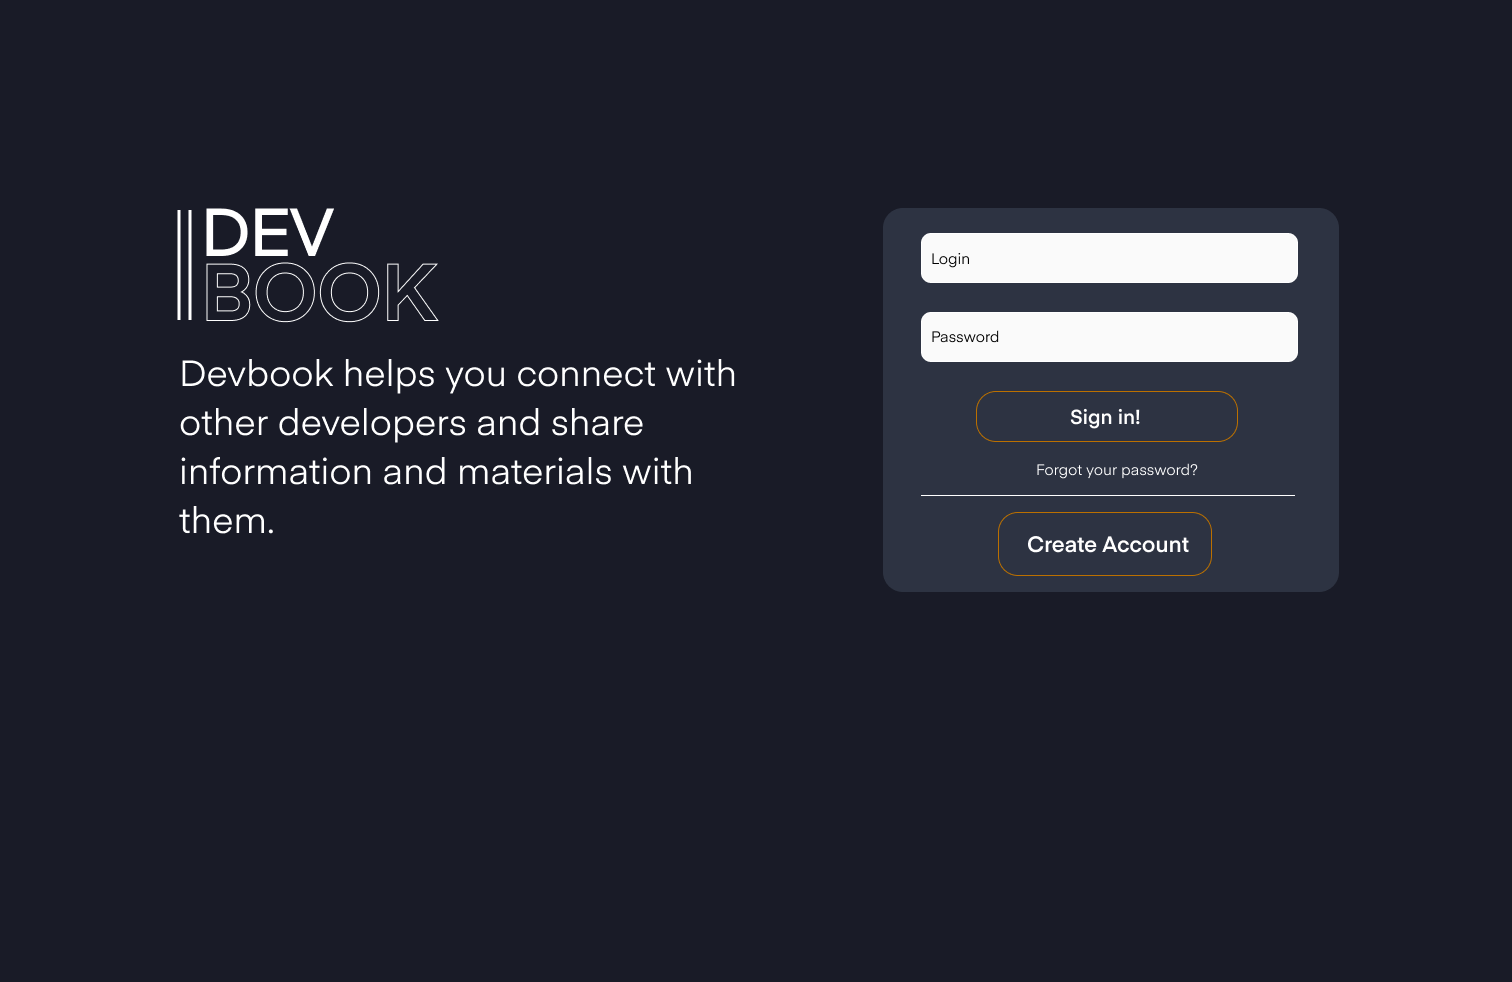 DEV
BOOK
Devbook helps you connect with
other developers and share
information and materials with
them.
Login
Password
Sign in!
Forgot your password?
Create Account